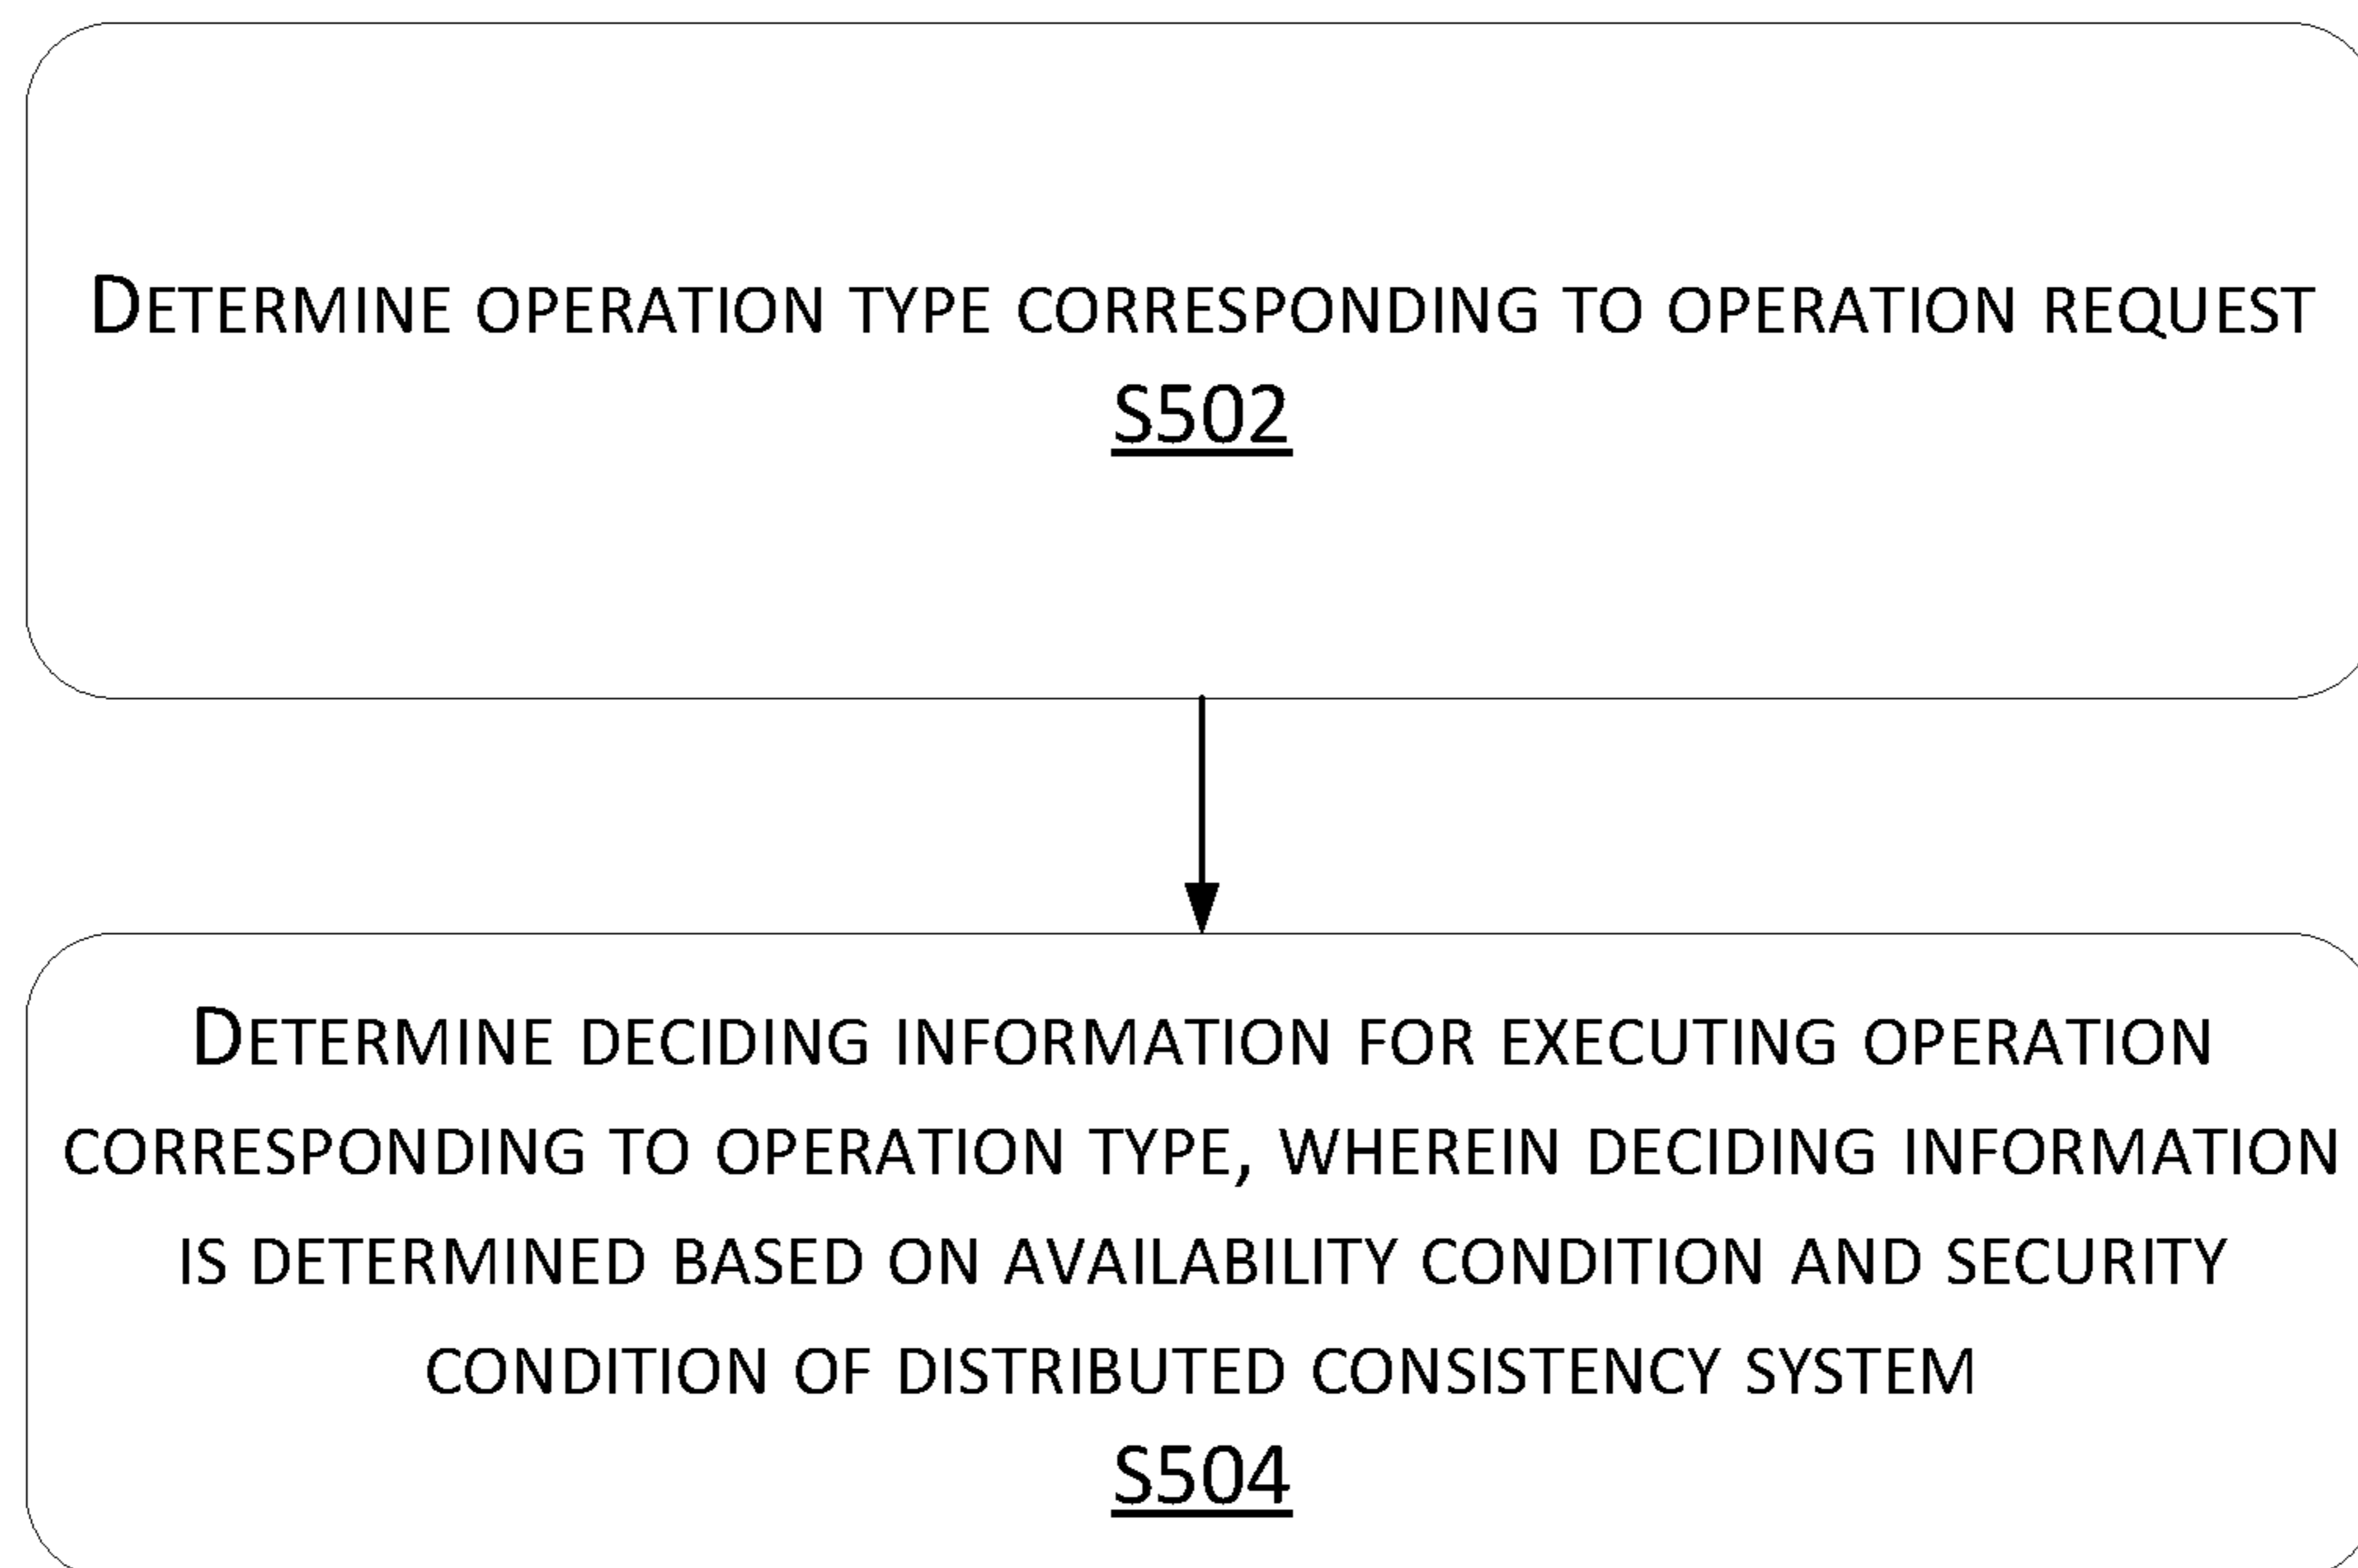 Determine operation type corresponding to operation request
S502
Determine deciding information for executing operation
corresponding to operation type, wherein deciding information
is determined based on availability condition and security
condition of distributed consistency system
S504